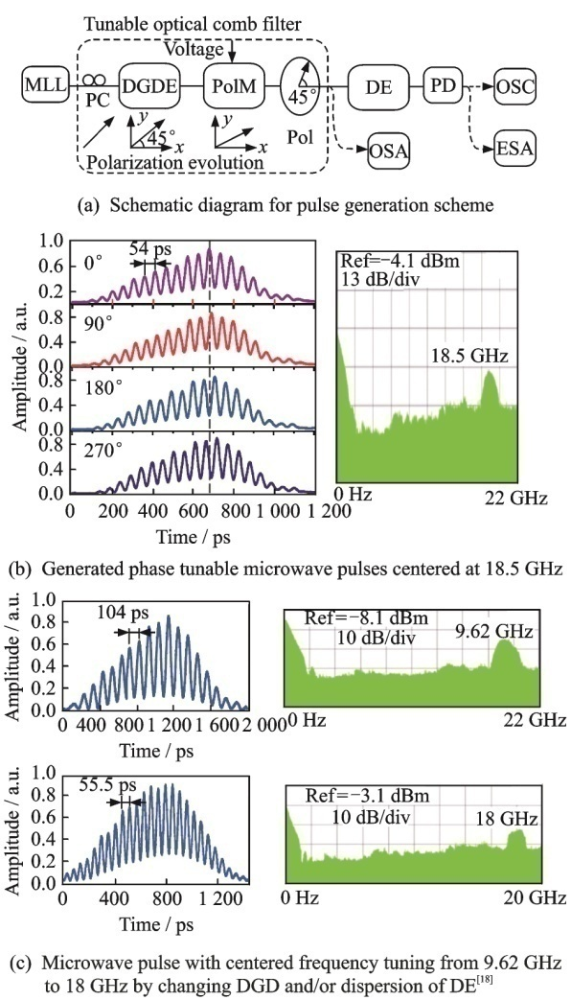 Tunable optical comb filter
Voltage
MLL
PC
DGDE
PolM
45°
Pol
DE
PD
OSC
OSA
ESA
y
45°
x
y
x
Polarization evolution
(a) Schematic diagram for pulse generation scheme
Amplitude / a.u.
1.0
0.6
0.2
0°
54 ps
0.8
0.4
0.0
90°
0.8
0.4
0.0
180°
0.8
0.4
0.0
270°
0 200 400 600 800 1 000 1 200
Time / ps
Ref=−4.1 dBm
13 dB/div
18.5 GHz
0 Hz
22 GHz
(b) Generated phase tunable microwave pulses centered at 18.5 GHz
Amplitude / a.u.
1.0
0.8
0.6
0.4
0.2
0.0
104 ps
0 400 800 1 200 1 600 2 000
Time / ps
Ref=−8.1 dBm
10 dB/div
9.62 GHz
0 Hz
22 GHz
Amplitude / a.u.
1.0
0.8
0.6
0.4
0.2
0.0
55.5 ps
0 400 800 1 200
Time / ps
Ref=−3.1 dBm
10 dB/div
18 GHz
0 Hz
20 GHz
(c) Microwave pulse with centered frequency tuning from 9.62 GHz
to 18 GHz by changing DGD and/or dispersion of DE[18]